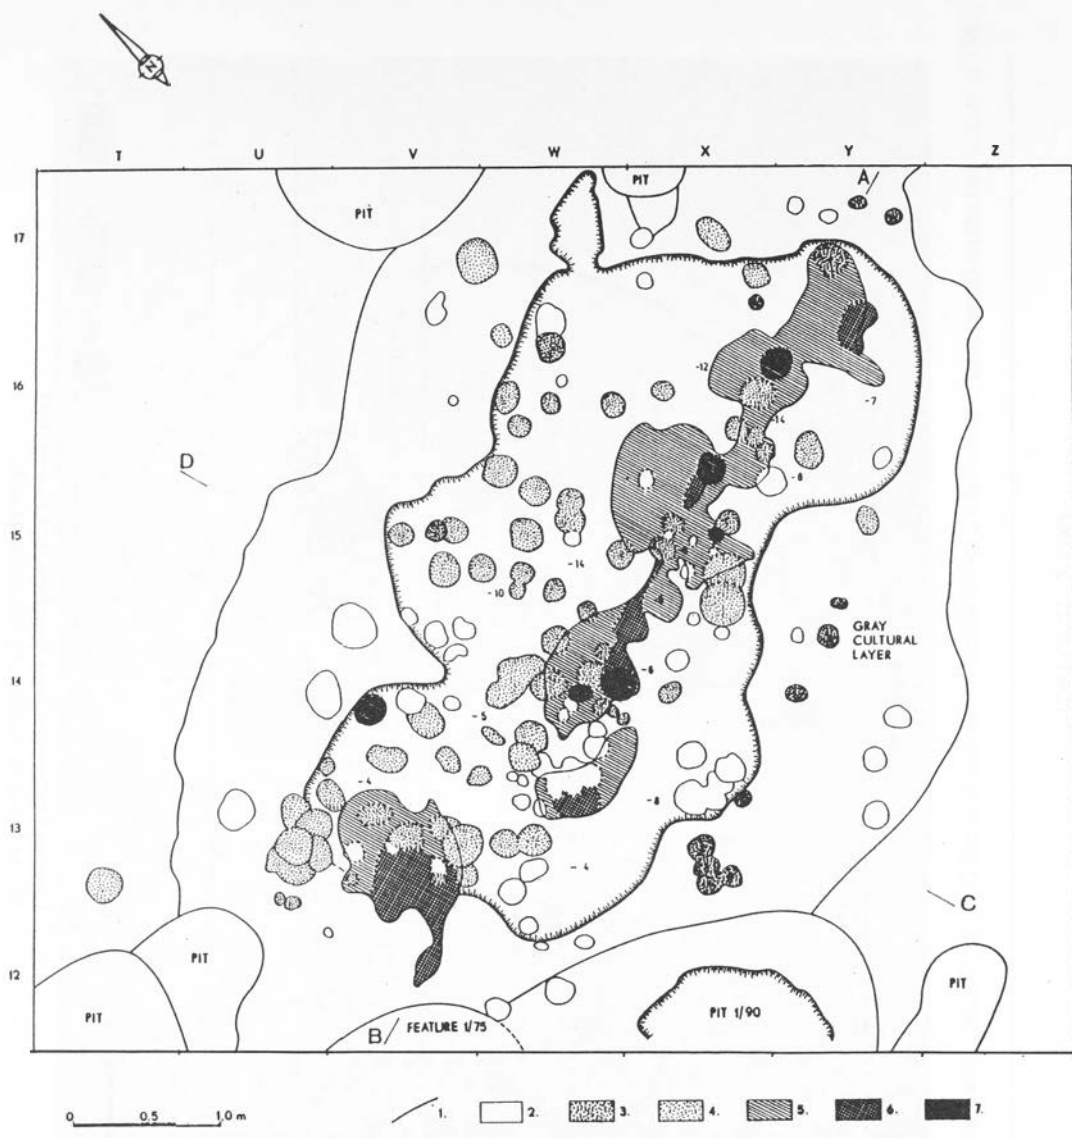 N
T U V W X Y Z
A
PIT
PIT
17
-12
16
-7
-14
D
-8
15
-14
-10
-6
GRAY
CULTURAL
LAYER
14
-6
-5
-4
-8
13
-4
C
12
PIT
PIT
PIT
B
FEATURE 1/75
PIT 1/90
0 0.5 1.0 m
1. 2. 3. 4. 5. 6. 7.